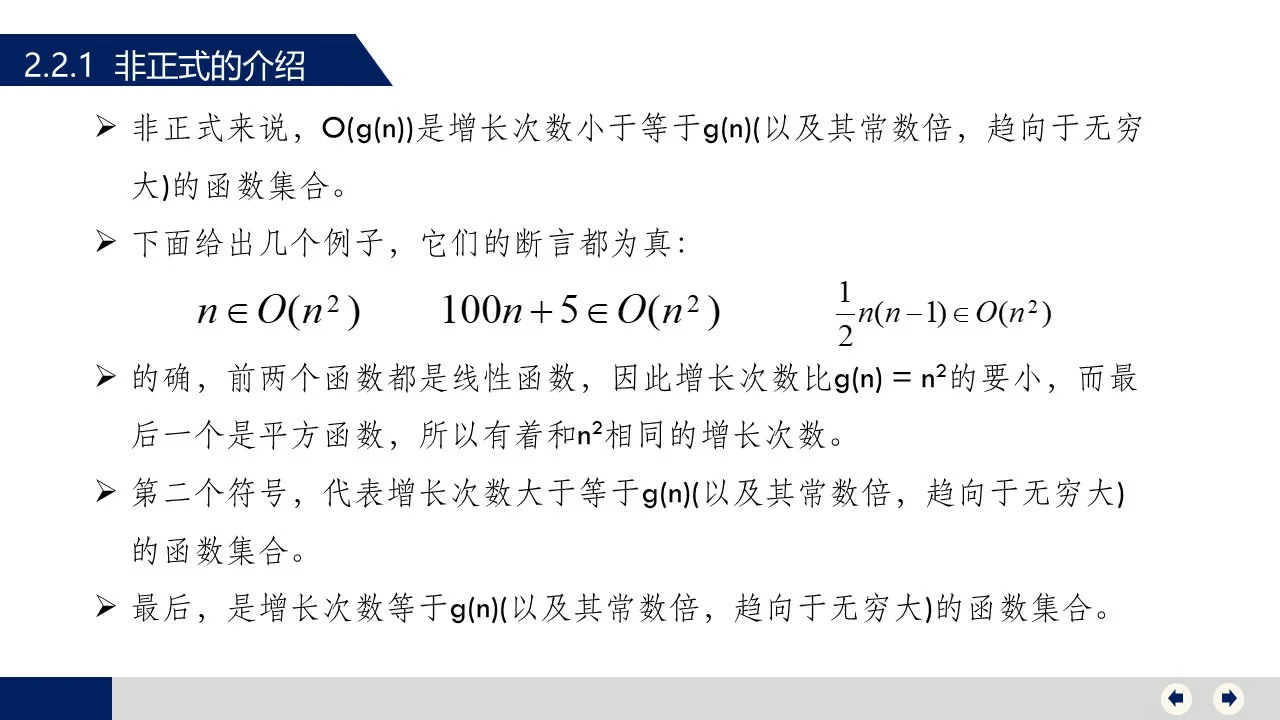 2.2.1 非正式的介绍
➢ 非正式来说，O(g(n))是增长次数小于等于g(n)(以及其常数倍，趋向于无穷
大)的函数集合。
➢ 下面给出几个例子，它们的断言都为真：
n∈O(n²) 100n+5∈O(n²) 1/2 n(n−1)∈O(n²)
➢ 的确，前两个函数都是线性函数，因此增长次数比g(n) = n²的要小，而最
后一个是平方函数，所以有着和n²相同的增长次数。
➢ 第二个符号，代表增长次数大于等于g(n)(以及其常数倍，趋向于无穷大)
的函数集合。
➢ 最后，是增长次数等于g(n)(以及其常数倍，趋向于无穷大)的函数集合。